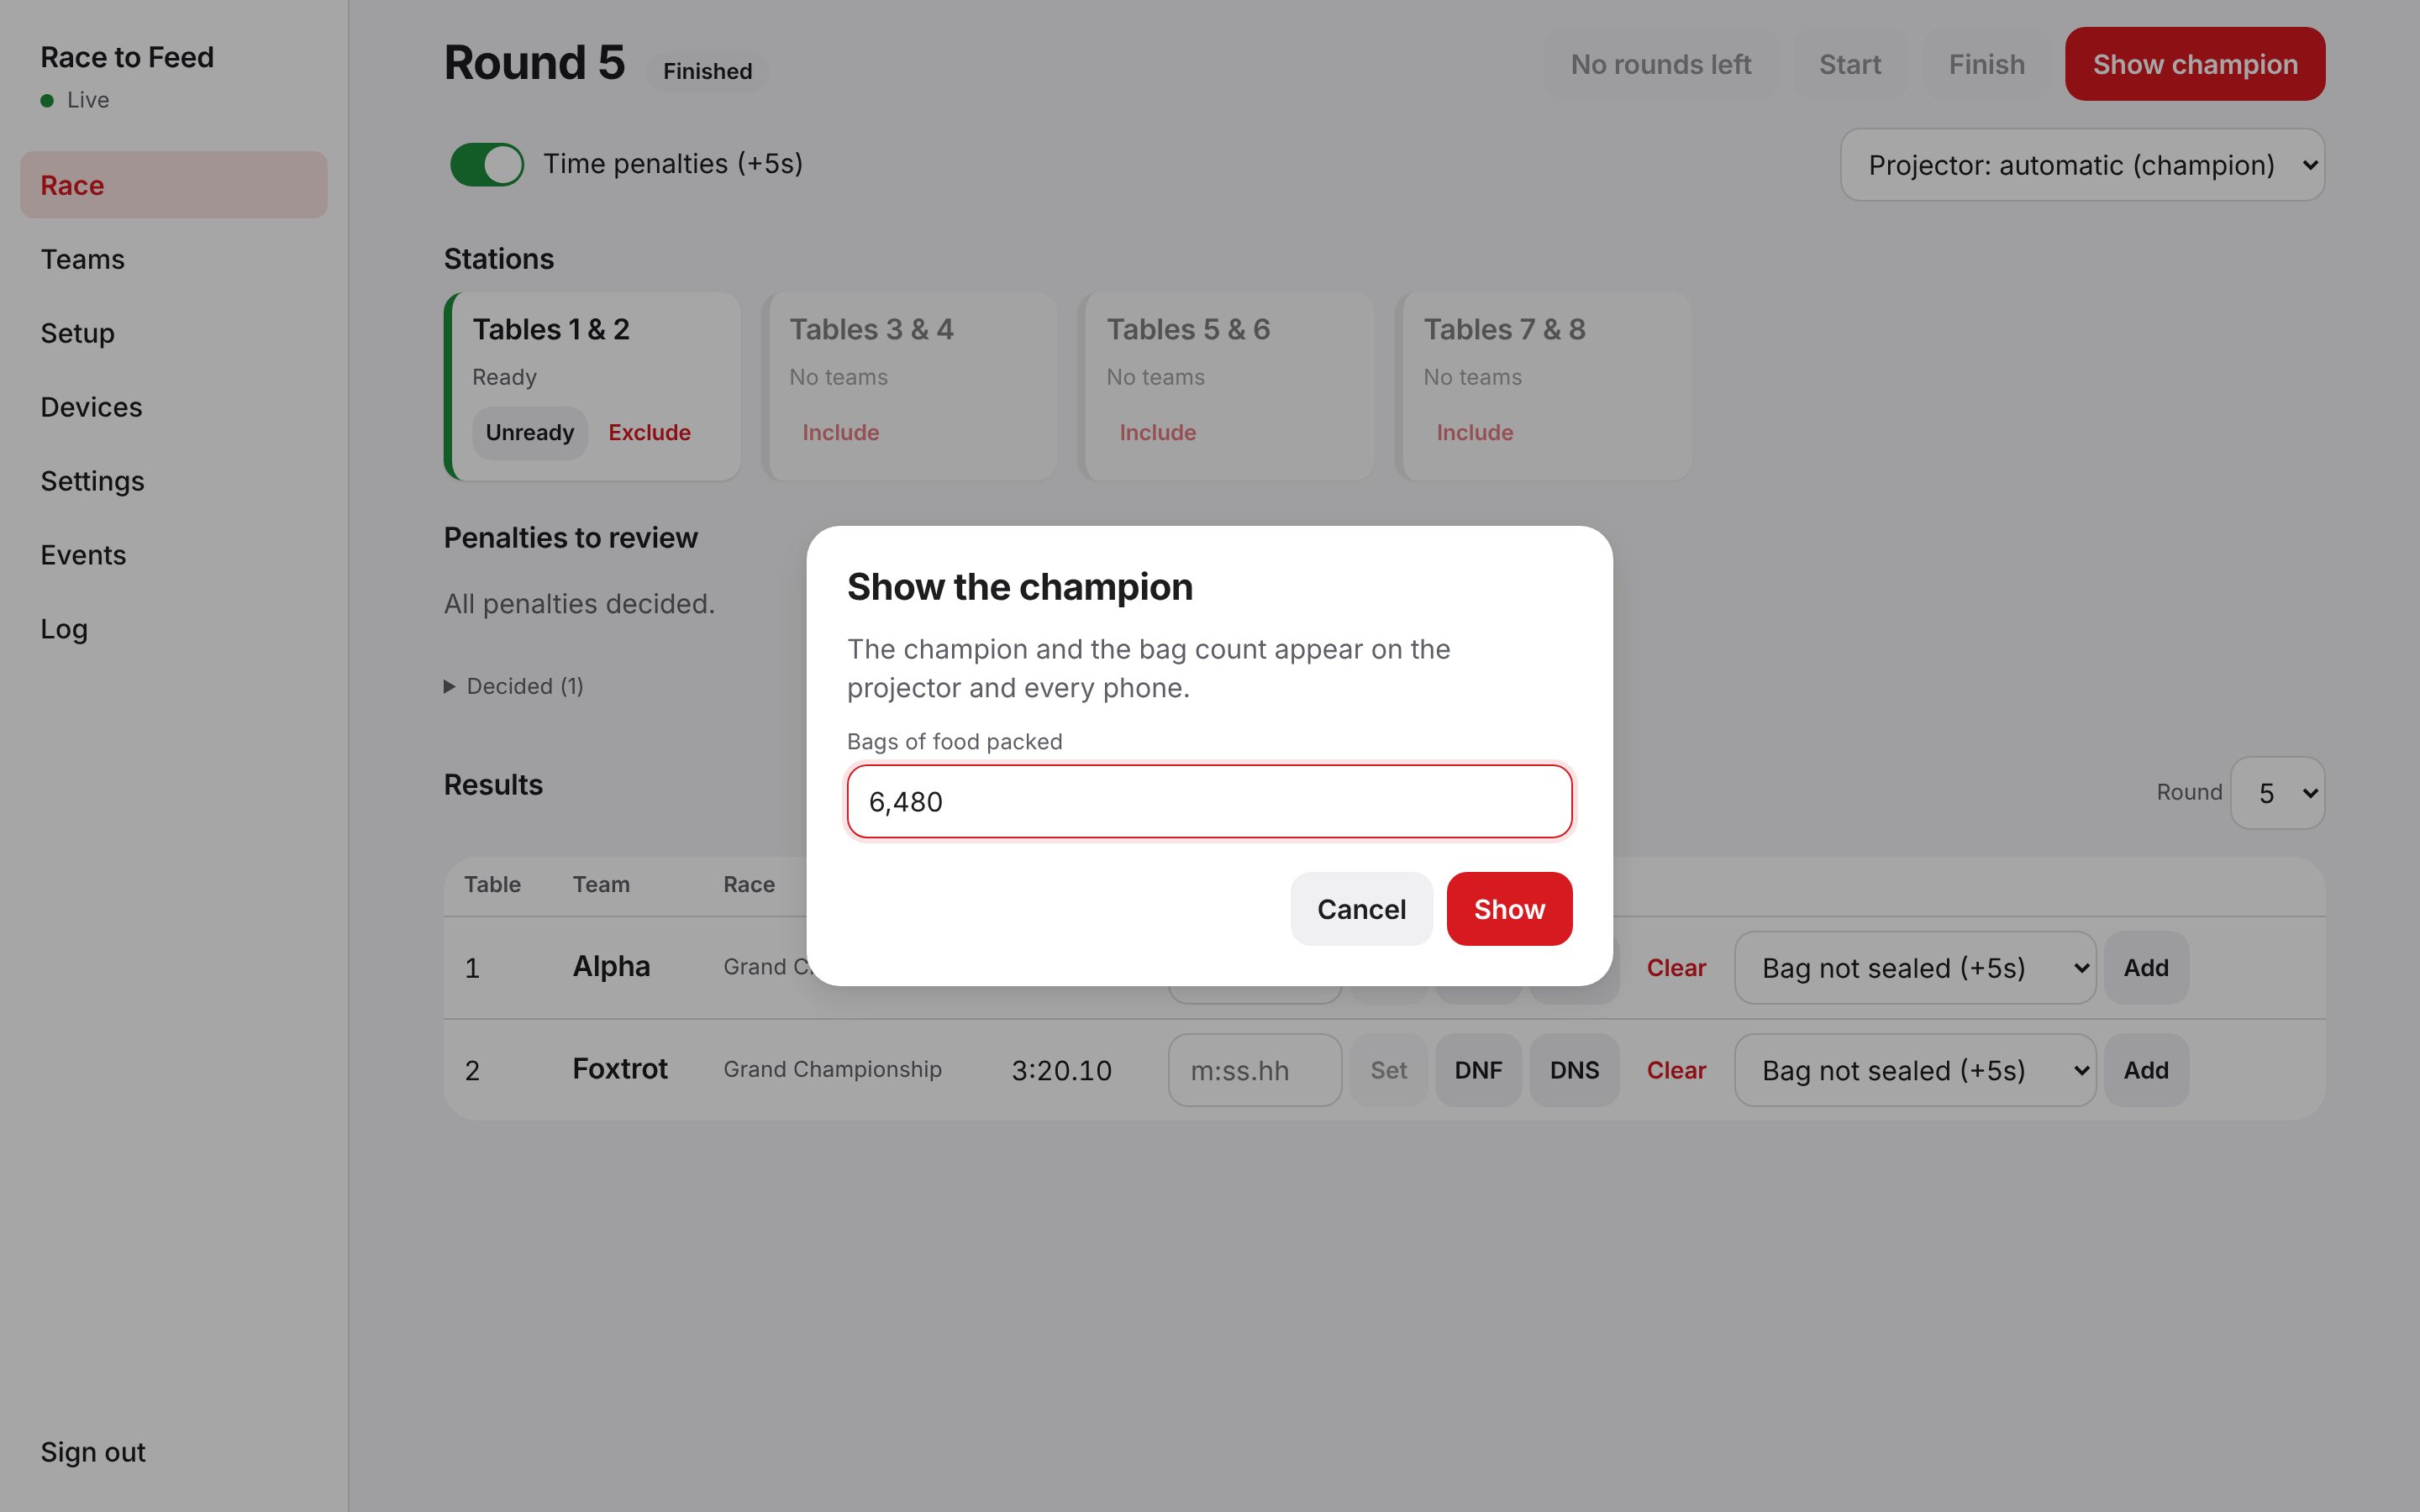 Race to Feed
Live
Race
Teams
Setup
Devices
Settings
Events
Log
Sign out
Round 5
Finished
No rounds left
Start
Finish
Show champion
Time penalties (+5s)
Projector: automatic (champion)
Stations
Tables 1 & 2
Ready
Unready
Exclude
Tables 3 & 4
No teams
Include
Tables 5 & 6
No teams
Include
Tables 7 & 8
No teams
Include
Penalties to review
All penalties decided.
Decided (1)
Show the champion
The champion and the bag count appear on the
projector and every phone.
Bags of food packed
6,480
Cancel
Show
Results
Round
5
Table
Team
Race
1
Alpha
Grand
Clear
Bag not sealed (+5s)
Add
2
Foxtrot
Grand Championship
3:20.10
m:ss.hh
Set
DNF
DNS
Clear
Bag not sealed (+5s)
Add